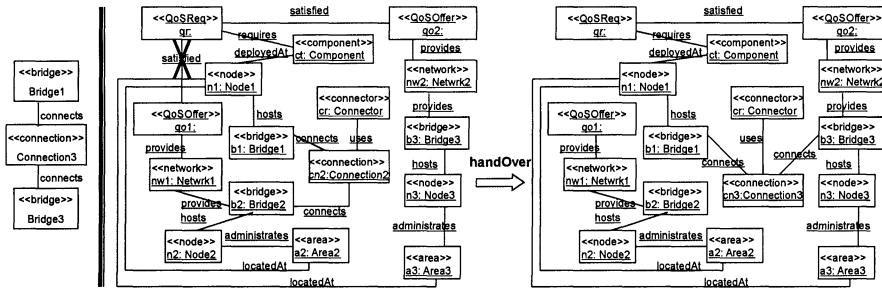 <<bridge>>
Bridge1
connects
<<connection>>
Connection3
connects
<<bridge>>
Bridge3
<<QoSReq>>
qr:
satisfied
<<QoSOffer>>
qo2:
requires
satisfied
deployedAt
<<component>>
ct: Component
provides
<<node>>
n1: Node1
<<network>>
nw2: Netwrk2
hosts
<<connector>>
cr: Connector
provides
<<QoSOffer>>
qo1:
<<bridge>>
b1: Bridge1
connects
uses
<<bridge>>
b3: Bridge3
provides
<<network>>
nw1: Netwrk1
<<connection>>
cn2:Connection2
hosts
provides
hosts
<<bridge>>
b2: Bridge2
connects
<<node>>
n3: Node3
administrates
<<node>>
n2: Node2
administrates
<<area>>
a2: Area2
<<area>>
a3: Area3
locatedAt
locatedAt
handOver
<<QoSReq>>
qr:
satisfied
<<QoSOffer>>
qo2:
requires
deployedAt
<<component>>
ct: Component
provides
<<node>>
n1: Node1
<<network>>
nw2: Netwrk2
hosts
<<connector>>
cr: Connector
provides
<<QoSOffer>>
qo1:
<<bridge>>
b1: Bridge1
uses
<<bridge>>
b3: Bridge3
provides
connects
connects
<<network>>
nw1: Netwrk1
<<connection>>
cn3:Connection3
hosts
provides
hosts
<<bridge>>
b2: Bridge2
<<node>>
n3: Node3
administrates
<<node>>
n2: Node2
administrates
<<area>>
a2: Area2
<<area>>
a3: Area3
locatedAt
locatedAt